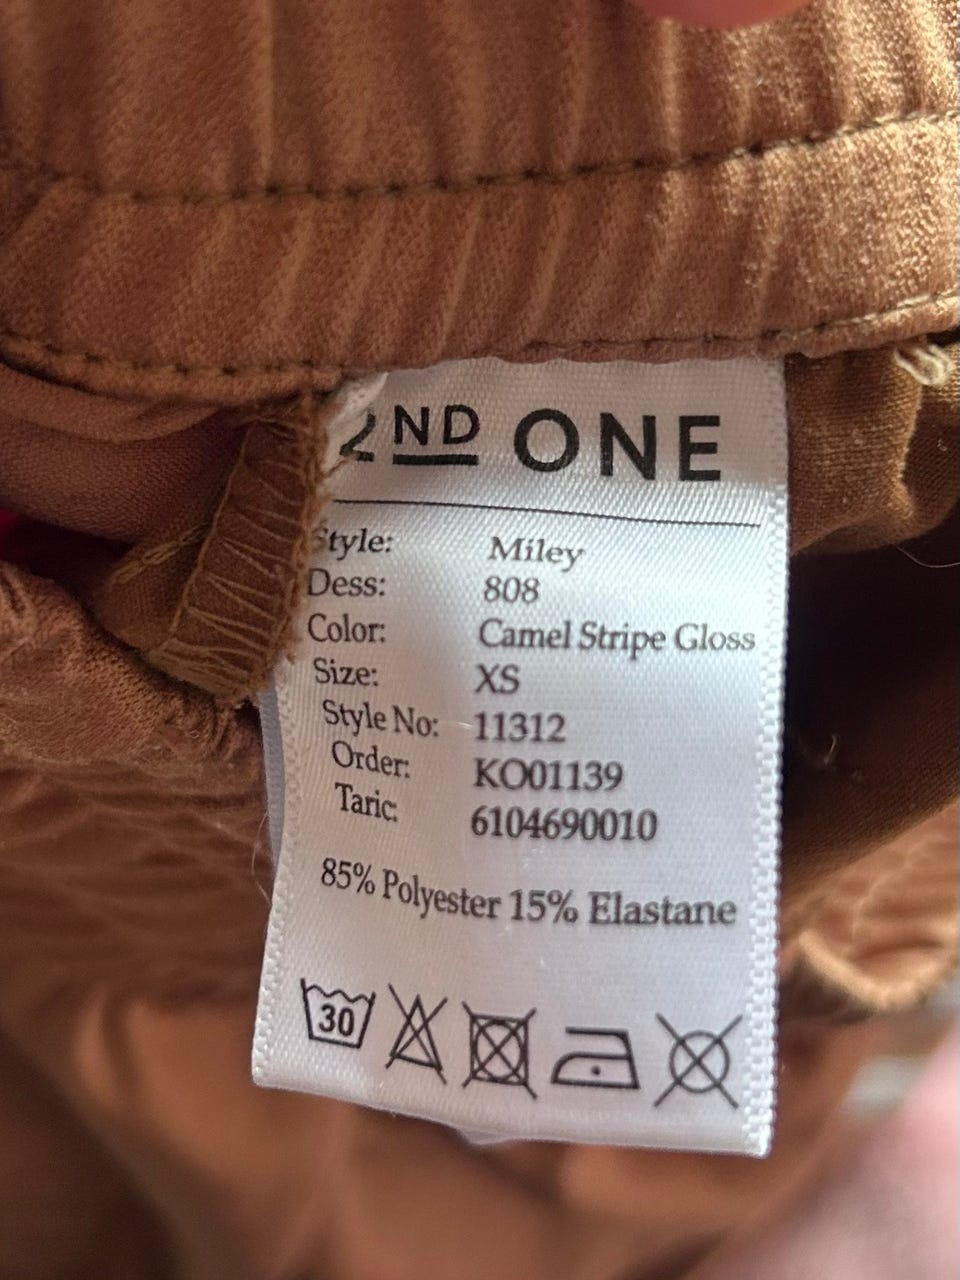 2ND ONE
Style: Miley
Dess: 808
Color: Camel Stripe Gloss
Size: XS
Style No: 11312
Order: KO01139
Taric: 6104690010
85% Polyester 15% Elastane
30